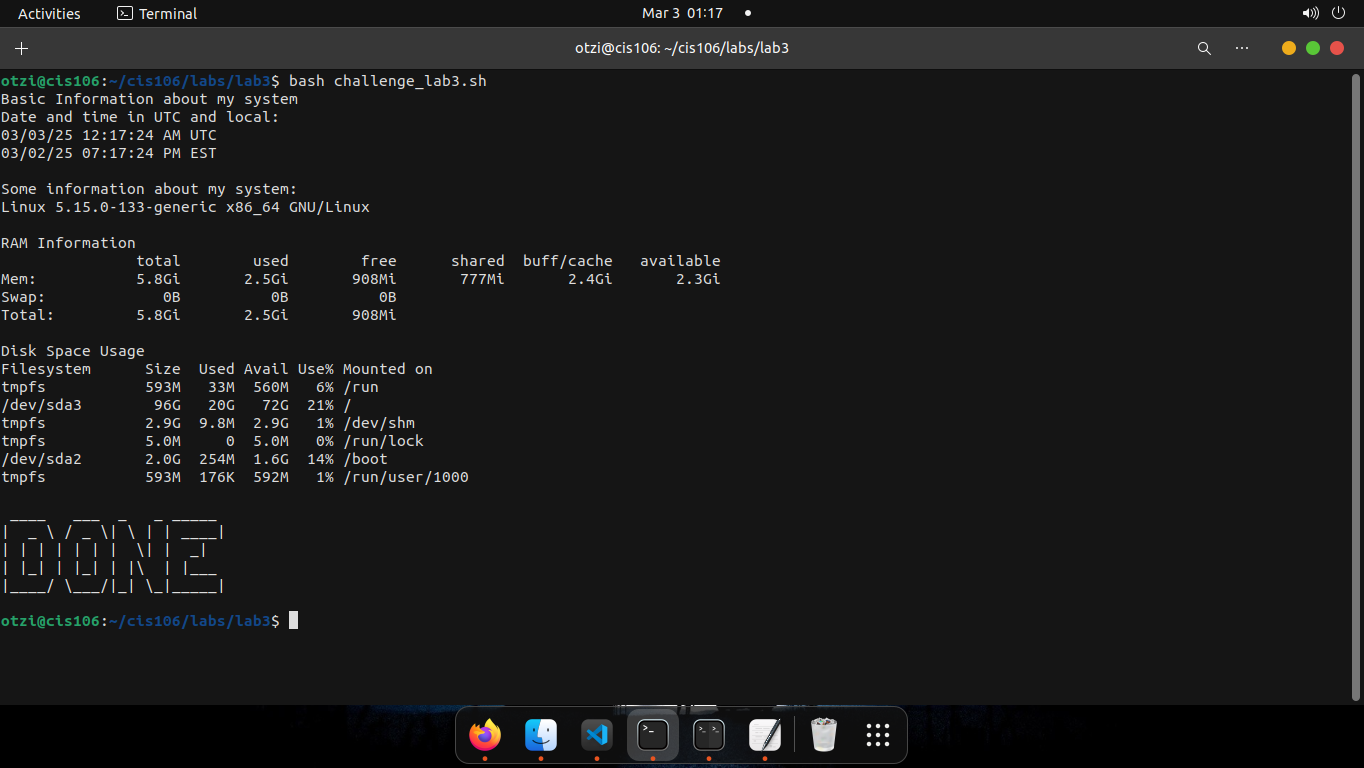 Activities Terminal Mar 3 01:17
otzi@cis106: ~/cis106/labs/lab3
otzi@cis106:~/cis106/labs/lab3$ bash challenge_lab3.sh
Basic Information about my system
Date and time in UTC and local:
03/03/25 12:17:24 AM UTC
03/02/25 07:17:24 PM EST
Some information about my system:
Linux 5.15.0-133-generic x86_64 GNU/Linux
RAM Information
               total        used        free      shared  buff/cache   available
Mem:           5.8Gi       2.5Gi       908Mi       777Mi       2.4Gi       2.3Gi
Swap:             0B          0B          0B
Total:         5.8Gi       2.5Gi       908Mi
Disk Space Usage
Filesystem      Size  Used Avail Use% Mounted on
tmpfs           593M   33M  560M   6% /run
/dev/sda3        96G   20G   72G  21% /
tmpfs           2.9G  9.8M  2.9G   1% /dev/shm
tmpfs           5.0M     0  5.0M   0% /run/lock
/dev/sda2       2.0G  254M  1.6G  14% /boot
tmpfs           593M  176K  592M   1% /run/user/1000
DONE
otzi@cis106:~/cis106/labs/lab3$